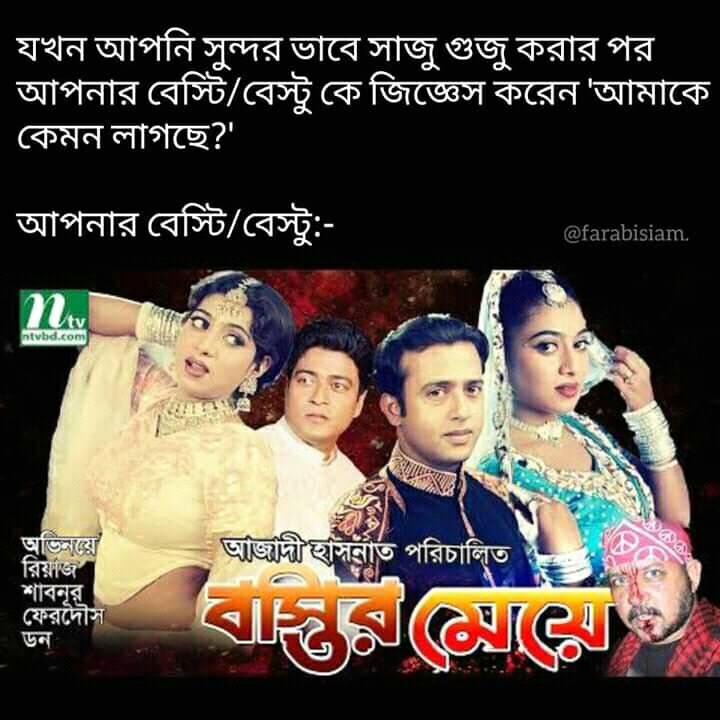 যখন আপনি সুন্দর ভাবে সাজু গুজু করার পর
আপনার বেস্টি/বেস্টু কে জিজ্ঞেস করেন 'আমাকে
কেমন লাগছে?'
আপনার বেস্টি/বেস্টু:-
@farabisiam.
ntv
ntvbd.com
অভিনয়ে
রিয়াজ
শাবনূর
ফেরদৌস
ডন
আজাদী হাসনাত পরিচালিত
বস্তির মেয়ে